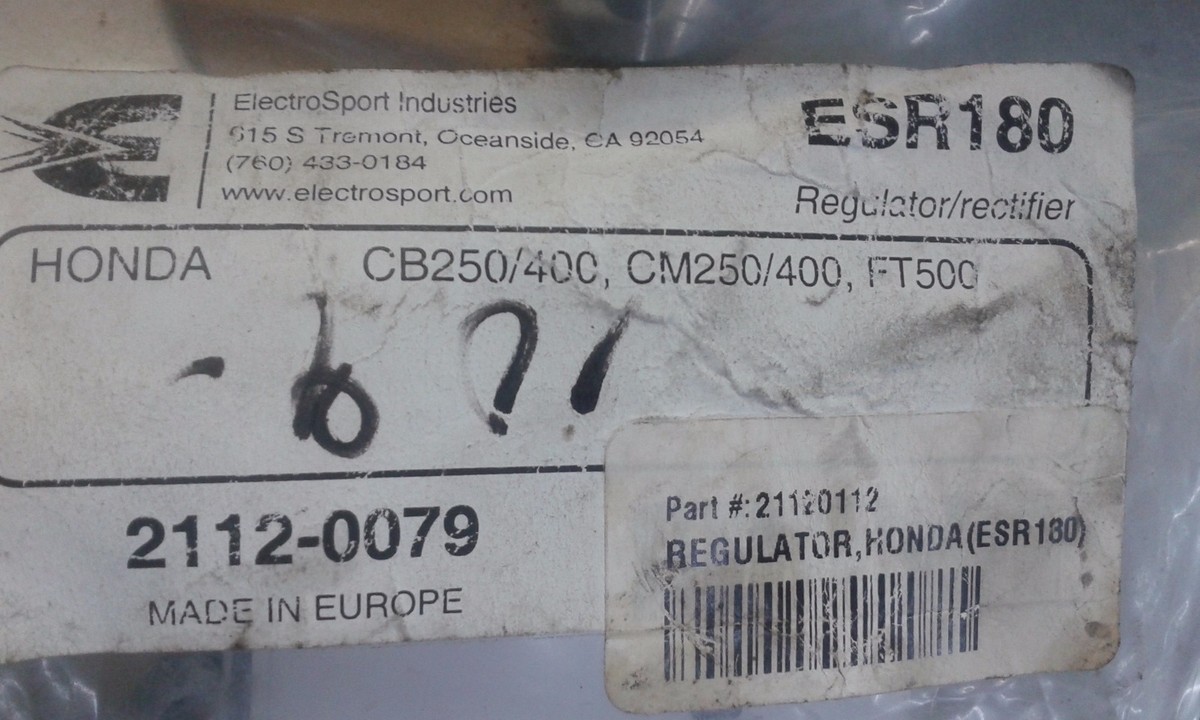 ElectroSport Industries
615 S Tremont, Oceanside, CA 92054
(760) 433-0184
www.electrosport.com
ESR180
Regulator/rectifier
HONDA CB250/400, CM250/400, FT500
2112-0079
MADE IN EUROPE
Part #: 21120112
REGULATOR,HONDA(ESR180)